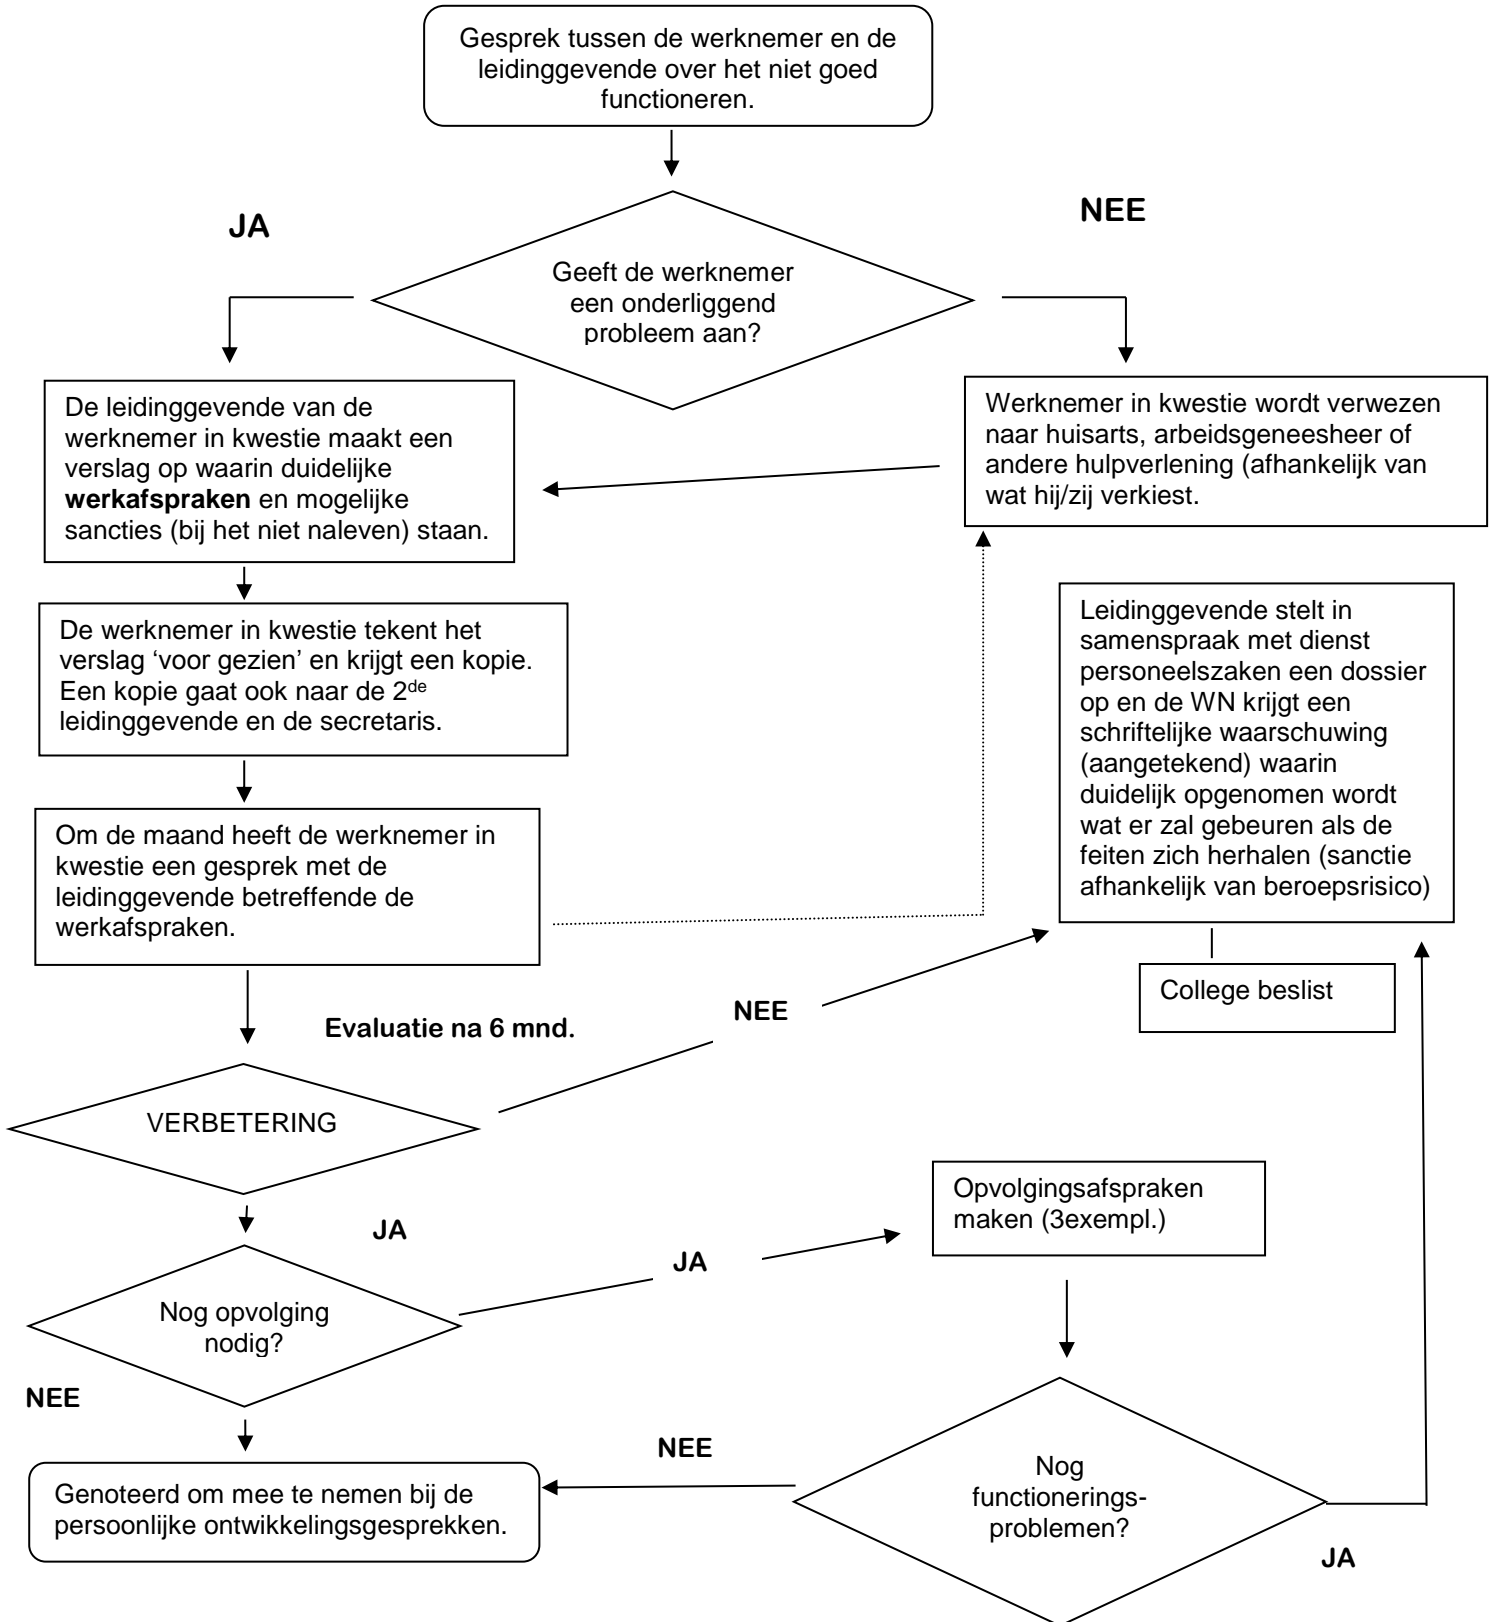 Gesprek tussen de werknemer en de
leidinggevende over het niet goed
functioneren.
JA
NEE
Geeft de werknemer
een onderliggend
probleem aan?
De leidinggevende van de
werknemer in kwestie maakt een
verslag op waarin duidelijke
werkafspraken en mogelijke
sancties (bij het niet naleven) staan.
Werknemer in kwestie wordt verwezen
naar huisarts, arbeidsgeneesheer of
andere hulpverlening (afhankelijk van
wat hij/zij verkiest.
De werknemer in kwestie tekent het
verslag ‘voor gezien’ en krijgt een kopie.
Een kopie gaat ook naar de 2de
leidinggevende en de secretaris.
Leidinggevende stelt in
samenspraak met dienst
personeelszaken een dossier
op en de WN krijgt een
schriftelijke waarschuwing
(aangetekend) waarin
duidelijk opgenomen wordt
wat er zal gebeuren als de
feiten zich herhalen (sanctie
afhankelijk van beroepsrisico)
Om de maand heeft de werknemer in
kwestie een gesprek met de
leidinggevende betreffende de
werkafspraken.
College beslist
NEE
Evaluatie na 6 mnd.
VERBETERING
JA
Opvolgingsafspraken
maken (3exempl.)
JA
Nog opvolging
nodig?
NEE
NEE
Nog
functionerings-
problemen?
Genoteerd om mee te nemen bij de
persoonlijke ontwikkelingsgesprekken.
JA